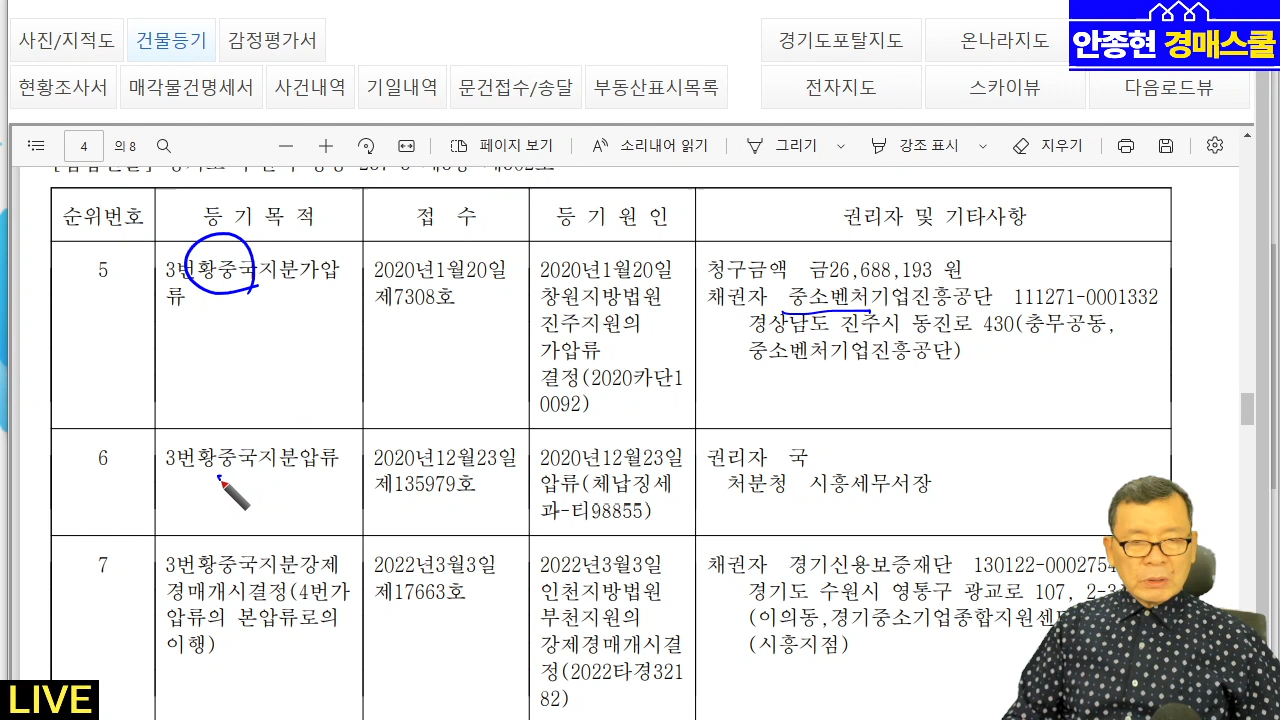 사진/지적도 건물등기 감정평가서 경기도포탈지도 온나라지도
안종현 경매스쿨
현황조사서 매각물건명세서 사건내역 기일내역 문건접수/송달 부동산표시목록 전자지도 스카이뷰 다음로드뷰
4 의 8 페이지 보기 소리내어 읽기 그리기 강조 표시 지우기
순위번호 등 기 목 적 접 수 등 기 원 인 권리자 및 기타사항
5
3번황중국지분가압
류
2020년1월20일
제7308호
2020년1월20일
창원지방법원
진주지원의
가압류
결정(2020카단1
0092)
청구금액 금26,688,193 원
채권자 중소벤처기업진흥공단 111271-0001332
경상남도 진주시 동진로 430(충무공동,
중소벤처기업진흥공단)
6
3번황중국지분압류
2020년12월23일
제135979호
2020년12월23일
압류(체납징세
과-티98855)
권리자 국
처분청 시흥세무서장
7
3번황중국지분강제
경매개시결정(4번가
압류의 본압류로의
이행)
2022년3월3일
제17663호
2022년3월3일
인천지방법원
부천지원의
강제경매개시결
정(2022타경321
82)
채권자 경기신용보증재단 130122-0002754
경기도 수원시 영통구 광교로 107, 2-3
(이의동,경기중소기업종합지원센
(시흥지점)
LIVE